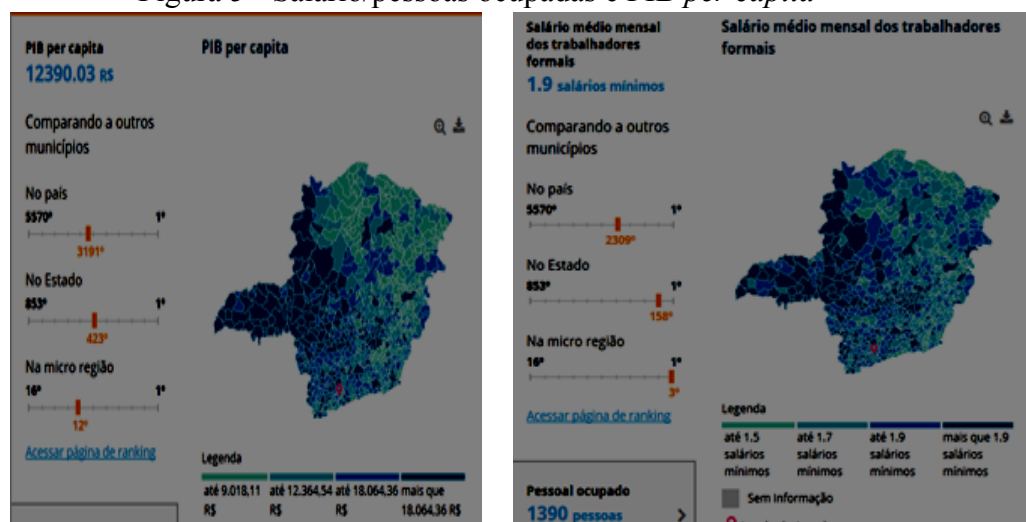 Figura 3 - Salário/pessoas ocupadas e PIB per capita
PIB per capita
12390.03 R$
PIB per capita
Comparando a outros
municípios
No país
5570º 1º
3191º
No Estado
853º 1º
423º
Na micro região
16º 1º
12º
Acessar página de ranking
Legenda
até 9.018,11 até 12.364,54 até 18.064,36 mais que
R$ R$ R$ 18.064,36 R$
Salário médio mensal
dos trabalhadores
formais
1.9 salários mínimos
Salário médio mensal dos trabalhadores
formais
Comparando a outros
municípios
No país
5570º 1º
2309º
No Estado
853º 1º
158º
Na micro região
16º 1º
3º
Acessar página de ranking
Legenda
até 1.5 até 1.7 até 1.9 mais que 1.9
salários salários salários salários
mínimos mínimos mínimos mínimos
Sem Informação
Pessoal ocupado
1390 pessoas